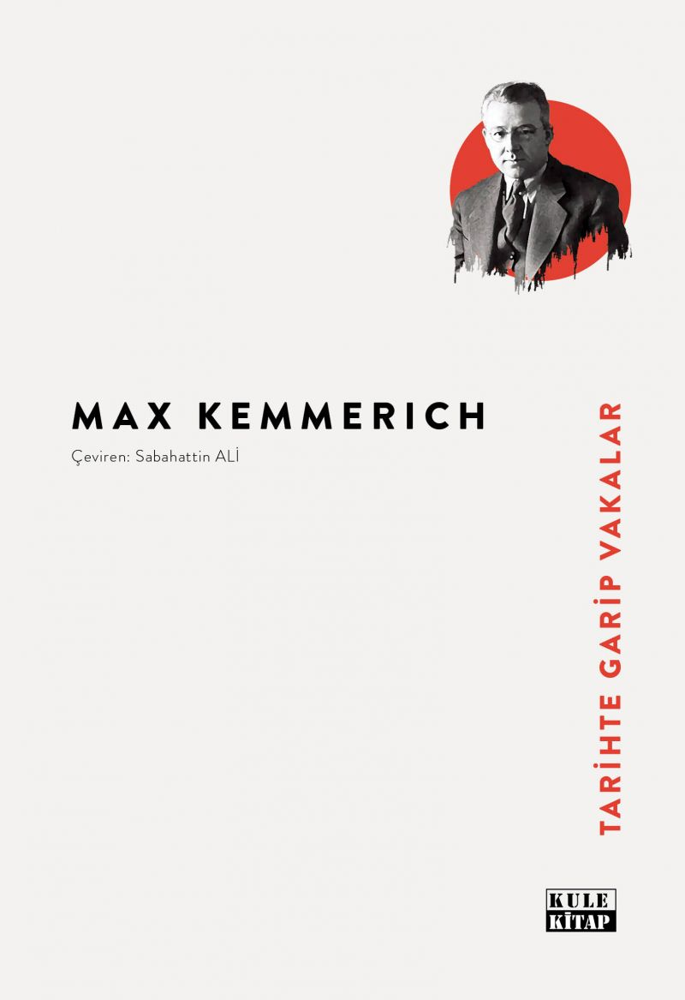 MAX KEMMERICH
Çeviren: Sabahattin ALİ
TARİHTE GARİP VAKALAR
KULE
KİTAP